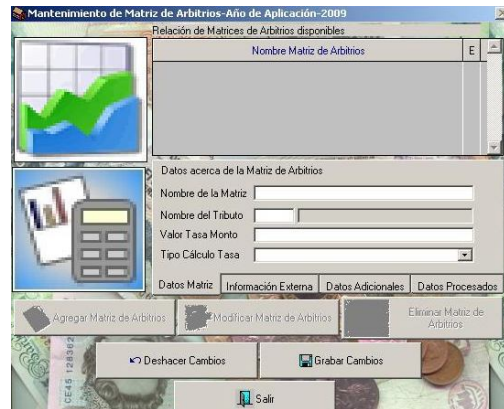 Mantenimiento de Matriz de Arbitrios-Año de Aplicación-2009
Relación de Matrices de Arbitrios disponibles
Nombre Matriz de Arbitrios E
Datos acerca de la Matriz de Arbitrios
Nombre de la Matriz
Nombre del Tributo
Valor Tasa Monto
Tipo Cálculo Tasa
Datos Matriz Información Externa Datos Adicionales Datos Procesados
Agregar Matriz de Arbitrios Modificar Matriz de Arbitrios Eliminar Matriz de
Arbitrios
Deshacer Cambios Grabar Cambios
Salir